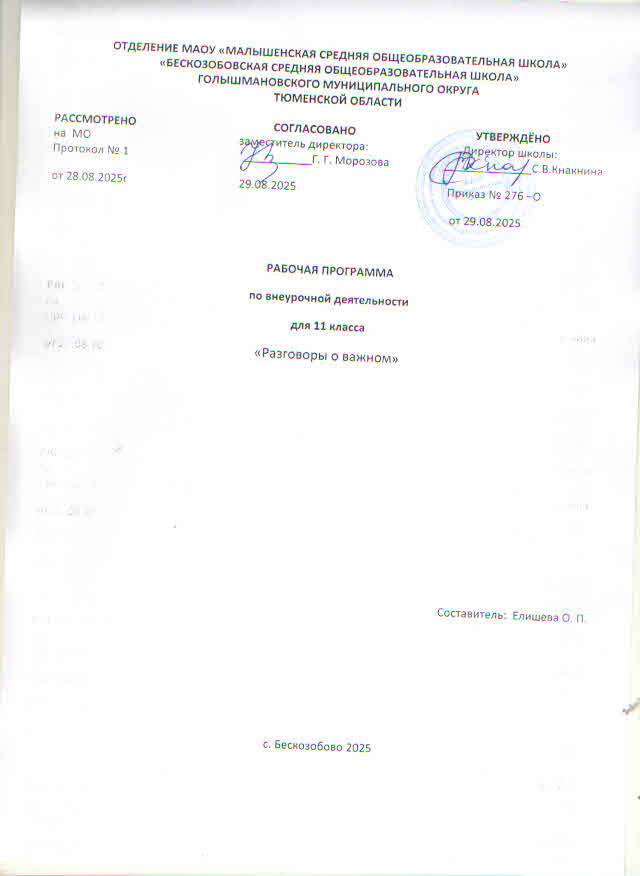 ОТДЕЛЕНИЕ МАОУ «МАЛЫШЕНСКАЯ СРЕДНЯЯ ОБЩЕОБРАЗОВАТЕЛЬНАЯ ШКОЛА»
«БЕСКОЗОБОВСКАЯ СРЕДНЯЯ ОБЩЕОБРАЗОВАТЕЛЬНАЯ ШКОЛА»
ГОЛЫШМАНОВСКОГО МУНИЦИПАЛЬНОГО ОКРУГА
ТЮМЕНСКОЙ ОБЛАСТИ
РАССМОТРЕНО
на МО
Протокол № 1
от 28.08.2025г
СОГЛАСОВАНО
заместитель директора:
Г. Г. Морозова
29.08.2025
УТВЕРЖДЁНО
Директор школы:
С.В.Кнакнина
Приказ № 276 –О
от 29.08.2025
РАБОЧАЯ ПРОГРАММА
по внеурочной деятельности
для 11 класса
«Разговоры о важном»
Составитель: Елишева О. П.
с. Бескозобово 2025